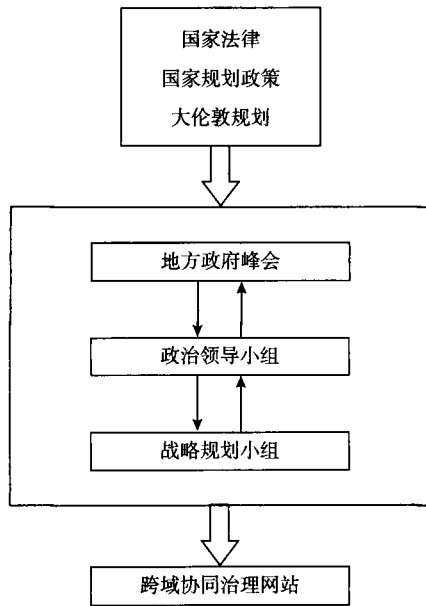 国家法律
国家规划政策
大伦敦规划
地方政府峰会
政治领导小组
战略规划小组
跨域协同治理网站